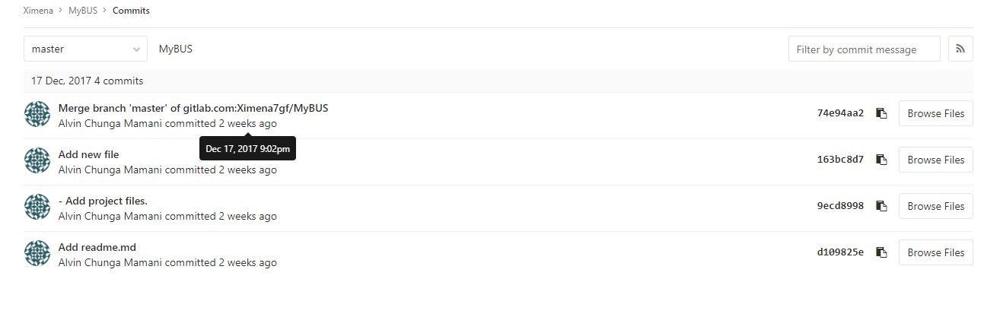 Ximena > MyBUS > Commits
master MyBUS Filter by commit message
17 Dec, 2017 4 commits
Merge branch 'master' of gitlab.com:Ximena7gf/MyBUS
Alvin Chunga Mamani committed 2 weeks ago
74e94aa2 Browse Files
Dec 17, 2017 9:02pm
Add new file
Alvin Chunga Mamani committed 2 weeks ago
163bc8d7 Browse Files
- Add project files.
Alvin Chunga Mamani committed 2 weeks ago
9ecd8998 Browse Files
Add readme.md
Alvin Chunga Mamani committed 2 weeks ago
d109825e Browse Files